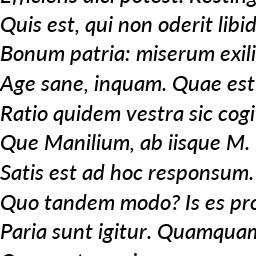 Efficiens dici potest. Resting
Quis est, qui non oderit libid
Bonum patria: miserum exili
Age sane, inquam. Quae est
Ratio quidem vestra sic cogi
Que Manilium, ab iisque M.
Satis est ad hoc responsum.
Quo tandem modo? Is es pro
Paria sunt igitur. Quamquam